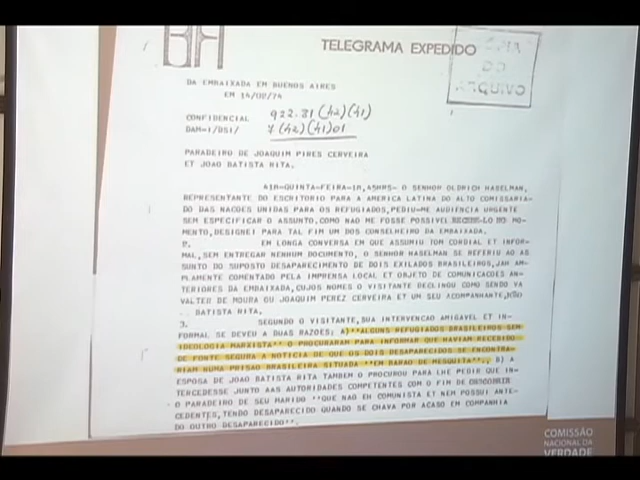 TELEGRAMA EXPEDIDO
DO
ARQUIVO
DA EMBAIXADA EM BUENOS AIRES
EM 14/02/74
CONFIDENCIAL 922.31(42)(41)
DAM-I/DSI/
PARADEIRO DE JOAQUIM PIRES CERVEIRA
ET JOAO BATISTA RITA.
O SENHOR OLDRICH HASELMAN,
REPRESENTANTE DO ESCRITORIO PARA A AMERICA LATINA DO ALTO COMISSARIA-
DO DAS NACOES UNIDAS PARA OS REFUGIADOS, PEDIU-ME AUDIENCIA URGENTE
SEM ESPECIFICAR O ASSUNTO. COMO NAO ME FOSSE POSSIVEL RECEBE-LO NO MO-
MENTO, DESIGNEI PARA TAL FIM UM DOS CONSELHEIRO DA EMBAIXADA.
2. EM LONGA CONVERSA EM QUE ASSUMIU TOM CORDIAL ET INFOR-
MAL, SEM ENTREGAR NENHUM DOCUMENTO, O SENHOR HASELMAN SE REFERIU AO AS
SUNTO DO SUPOSTO DESAPARECIMENTO DE DOIS EXILADOS BRASILEIROS, JAH AM-
PLAMENTE COMENTADO PELA IMPRENSA LOCAL ET OBJETO DE COMUNICACOES AN-
TERIORES DA EMBAIXADA, CUJOS NOMES O VISITANTE DECLINOU COMO SENDO VA
VALTER DE MOURA OU JOAQUIM PEREZ CERVEIRA ET UM SEU ACOMPANHANTE,
BATISTA RITA.
3. SEGUNDO O VISITANTE, SUA INTERVENCAO AMIGAVEL ET IN-
FORMAL SE DEVEU A DUAS RAZOES; A)**ALGUNS REFUGIADOS BRASILEIROS SEM
IDEOLOGIA MARXISTA** O PROCURARAM PARA INFORMAR QUE HAVIAM RECEBIDO
DE FONTE SEGURA A NOTICIA DE QUE OS DOIS DESAPARECIDOS SE ENCONTRA-
RIAM NUMA PRISAO BRASILEIRA SITUADA **EM BARAO DE MESQUITA**,; B) A
ESPOSA DE JOAO BATISTA RITA TAMBEM O PROCUROU PARA LHE PEDIR QUE IN-
TERCEDESSE JUNTO AAS AUTORIDADES COMPETENTES COM O FIM DE DESCOBRIR
O PARADEIRO DE SEU MARIDO **QUE NAO EH COMUNISTA ET NEM POSSUI ANTE-
CEDENTES, TENDO DESAPARECIDO QUANDO SE CHAVA POR ACASO EM COMPANHIA
DO OUTRO DESAPARECIDO**.
COMISSÃO
NACIONAL DA
VERDADE